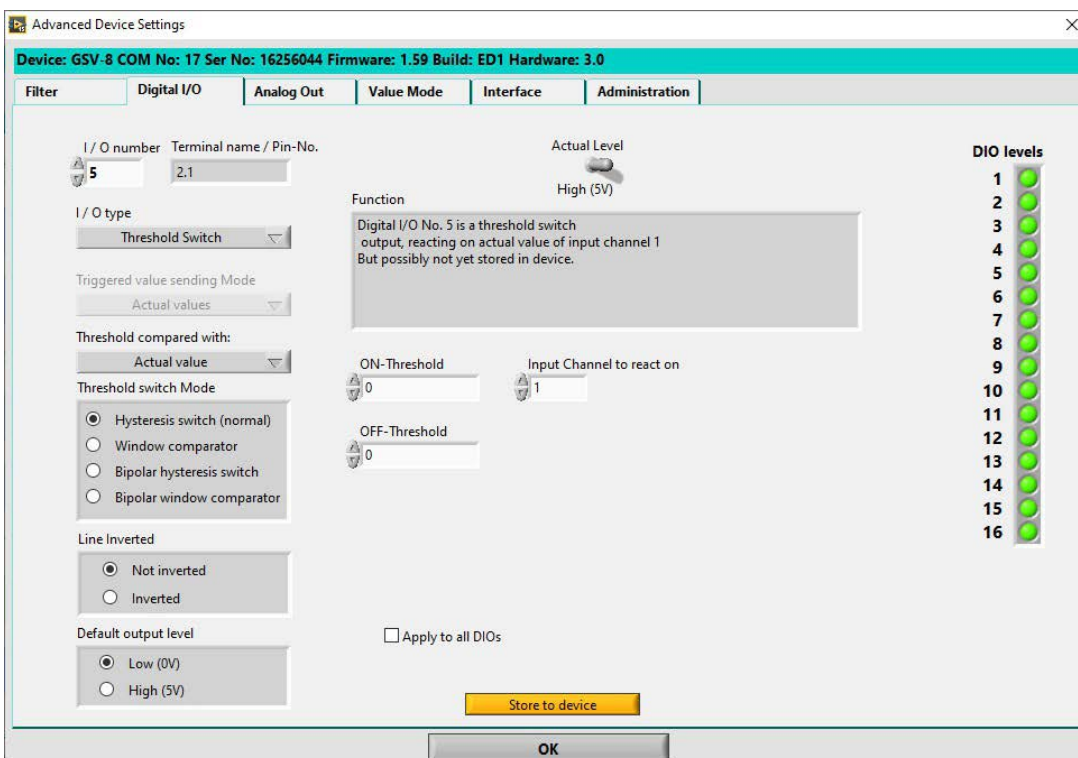 Advanced Device Settings
Device: GSV-8 COM No: 17 Ser No: 16256044 Firmware: 1.59 Build: ED1 Hardware: 3.0
Filter
Digital I/O
Analog Out
Value Mode
Interface
Administration
I / O number
5
Terminal name / Pin-No.
2.1
I / O type
Threshold Switch
Triggered value sending Mode
Actual values
Threshold compared with:
Actual value
Threshold switch Mode
Hysteresis switch (normal)
Window comparator
Bipolar hysteresis switch
Bipolar window comparator
Line Inverted
Not inverted
Inverted
Default output level
Low (0V)
High (5V)
Actual Level
High (5V)
Function
Digital I/O No. 5 is a threshold switch
output, reacting on actual value of input channel 1
But possibly not yet stored in device.
ON-Threshold
0
Input Channel to react on
1
OFF-Threshold
0
Apply to all DIOs
Store to device
DIO levels
1
2
3
4
5
6
7
8
9
10
11
12
13
14
15
16
OK